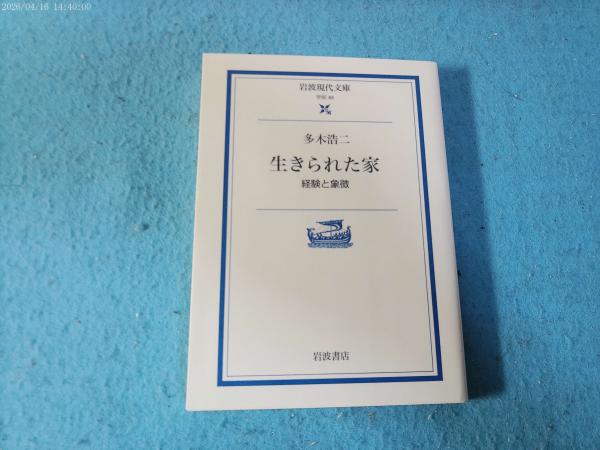 2026/04/16 14:40:00
岩波現代文庫
多木浩二
生きられた家
経験と象徴
岩波書店